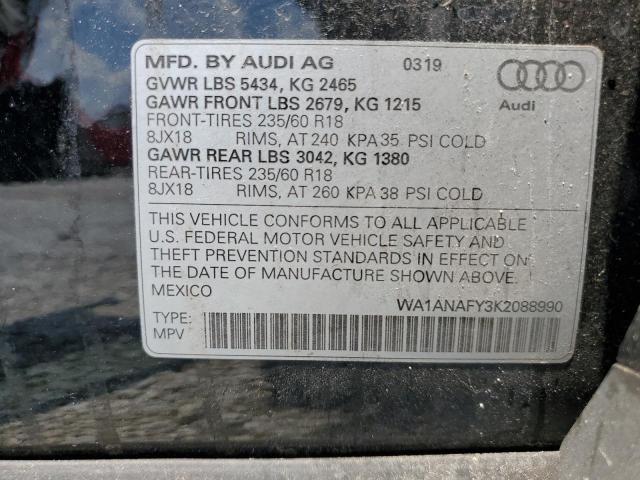 MFD. BY AUDI AG 0319
GVWR LBS 5434, KG 2465
GAWR FRONT LBS 2679, KG 1215
Audi
FRONT-TIRES 235/60 R18
8JX18 RIMS, AT 240 KPA 35 PSI COLD
GAWR REAR LBS 3042, KG 1380
REAR-TIRES 235/60 R18
8JX18 RIMS, AT 260 KPA 38 PSI COLD
THIS VEHICLE CONFORMS TO ALL APPLICABLE
U.S. FEDERAL MOTOR VEHICLE SAFETY AND
THEFT PREVENTION STANDARDS IN EFFECT ON
THE DATE OF MANUFACTURE SHOWN ABOVE.
MEXICO
WA1ANAFY3K2088990
TYPE:
MPV